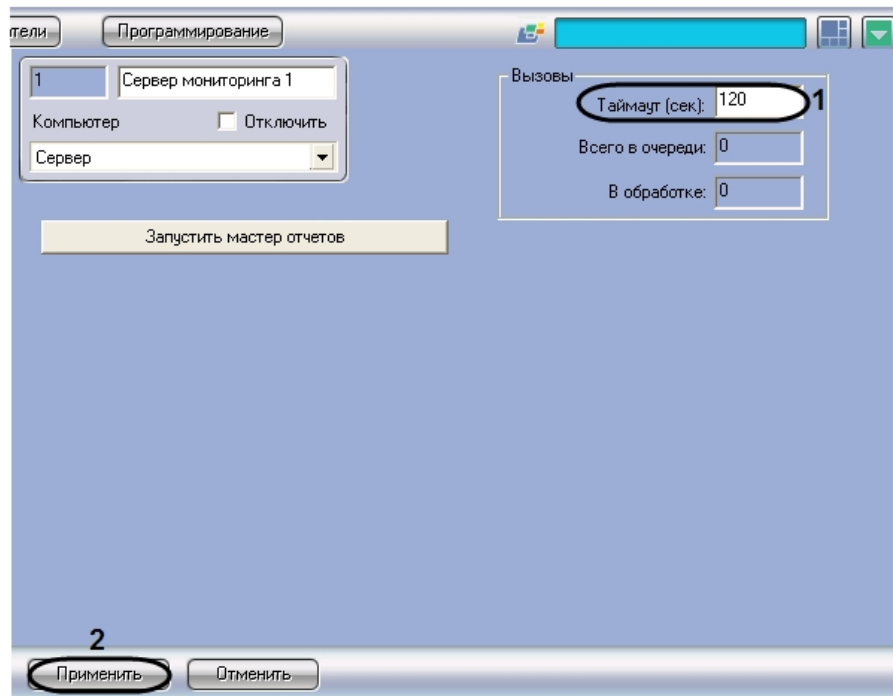 тели Программирование
1 Сервер мониторинга 1
Компьютер Отключить
Сервер
Запустить мастер отчетов
Вызовы
Таймаут (сек): 120 1
Всего в очереди: 0
В обработке: 0
2
Применить Отменить